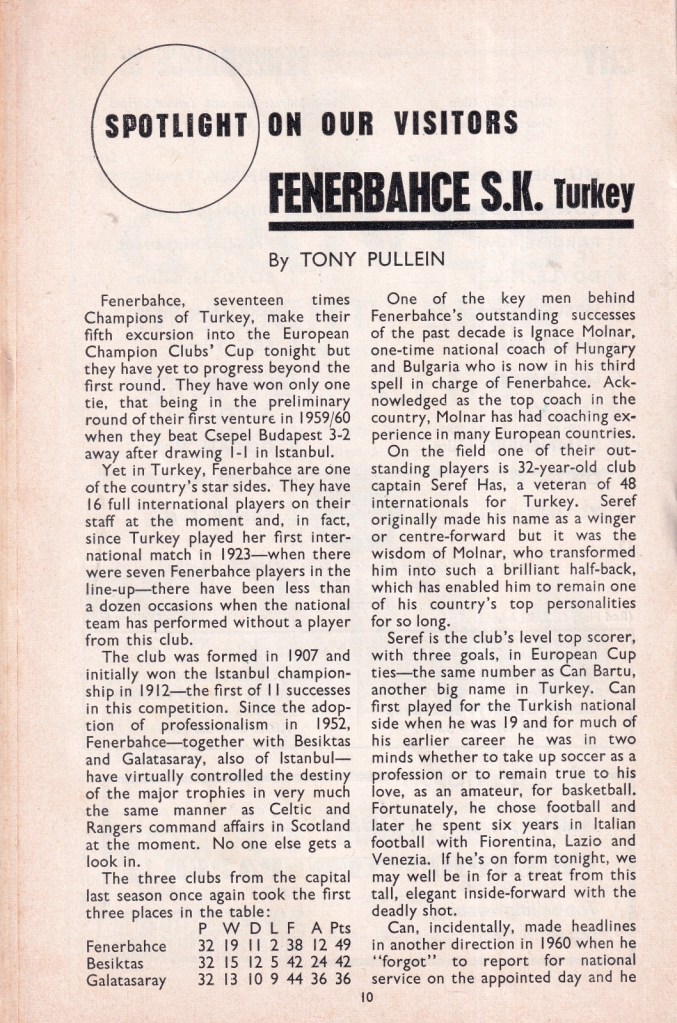 SPOTLIGHT ON OUR VISITORS
FENERBAHCE S.K. Turkey
By TONY PULLEIN
Fenerbahce, seventeen times
Champions of Turkey, make their
fifth excursion into the European
Champion Clubs' Cup tonight but
they have yet to progress beyond the
first round. They have won only one
tie, that being in the preliminary
round of their first venture in 1959/60
when they beat Csepel Budapest 3-2
away after drawing 1-1 in Istanbul.
Yet in Turkey, Fenerbahce are one
of the country's star sides. They have
16 full international players on their
staff at the moment and, in fact,
since Turkey played her first inter-
national match in 1923—when there
were seven Fenerbahce players in the
line-up—there have been less than
a dozen occasions when the national
team has performed without a player
from this club.
The club was formed in 1907 and
initially won the Istanbul champion-
ship in 1912—the first of 11 successes
in this competition. Since the adop-
tion of professionalism in 1952,
Fenerbahce—together with Besiktas
and Galatasaray, also of Istanbul—
have virtually controlled the destiny
of the major trophies in very much
the same manner as Celtic and
Rangers command affairs in Scotland
at the moment. No one else gets a
look in.
The three clubs from the capital
last season once again took the first
three places in the table:
P W D L F A Pts
Fenerbahce 32 19 11 2 38 12 49
Besiktas 32 15 12 5 42 24 42
Galatasaray 32 13 10 9 44 36 36
One of the key men behind
Fenerbahce's outstanding successes
of the past decade is Ignace Molnar,
one-time national coach of Hungary
and Bulgaria who is now in his third
spell in charge of Fenerbahce. Ack-
nowledged as the top coach in the
country, Molnar has had coaching ex-
perience in many European countries.
On the field one of their out-
standing players is 32-year-old club
captain Seref Has, a veteran of 48
internationals for Turkey. Seref
originally made his name as a winger
or centre-forward but it was the
wisdom of Molnar, who transformed
him into such a brilliant half-back,
which has enabled him to remain one
of his country's top personalities
for so long.
Seref is the club's level top scorer,
with three goals, in European Cup
ties—the same number as Can Bartu,
another big name in Turkey. Can
first played for the Turkish national
side when he was 19 and for much of
his earlier career he was in two
minds whether to take up soccer as a
profession or to remain true to his
love, as an amateur, for basketball.
Fortunately, he chose football and
later he spent six years in Italian
football with Fiorentina, Lazio and
Venezia. If he's on form tonight, we
may well be in for a treat from this
tall, elegant inside-forward with the
deadly shot.
Can, incidentally, made headlines
in another direction in 1960 when he
"forgot" to report for national
service on the appointed day and he
10